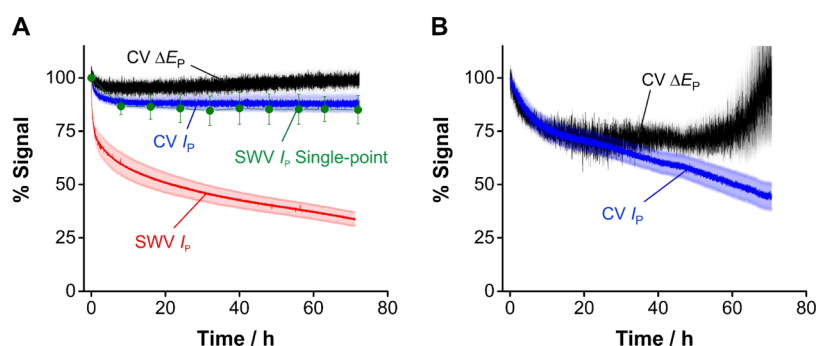 A
% Signal
100
75
50
25
0
0
20
40
60
80
Time / h
CV ΔEP
CV IP
SWV IP Single-point
SWV IP
B
% Signal
100
75
50
25
0
0
20
40
60
80
Time / h
CV ΔEP
CV IP